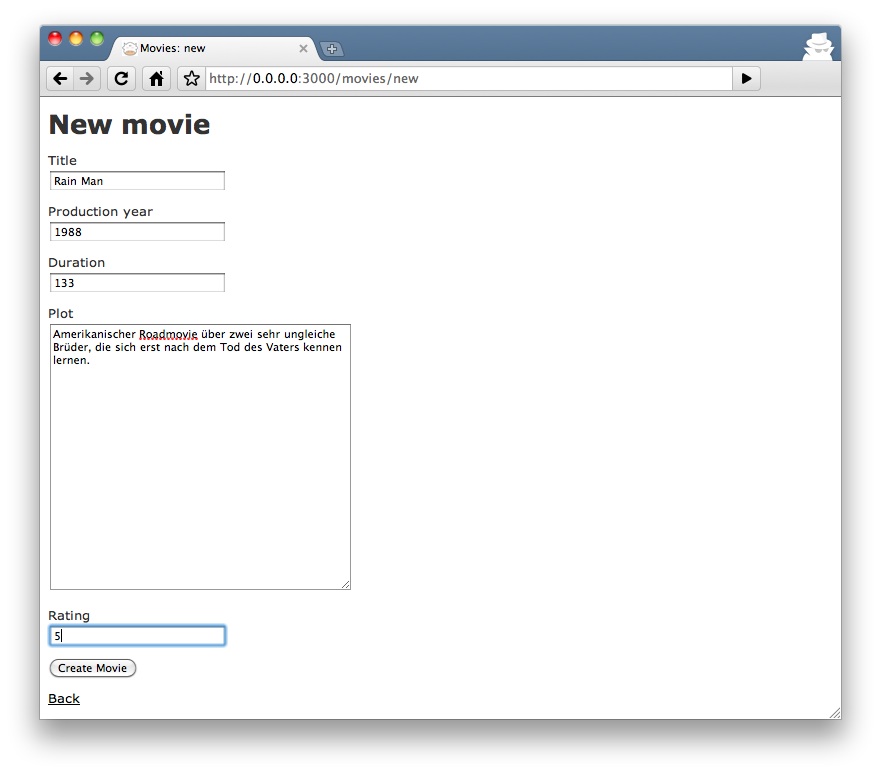 Movies: new
http://0.0.0.0:3000/movies/new
New movie
Title
Rain Man
Production year
1988
Duration
133
Plot
Amerikanischer Roadmovie über zwei sehr ungleiche
Brüder, die sich erst nach dem Tod des Vaters kennen
lernen.
Rating
5
Create Movie
Back